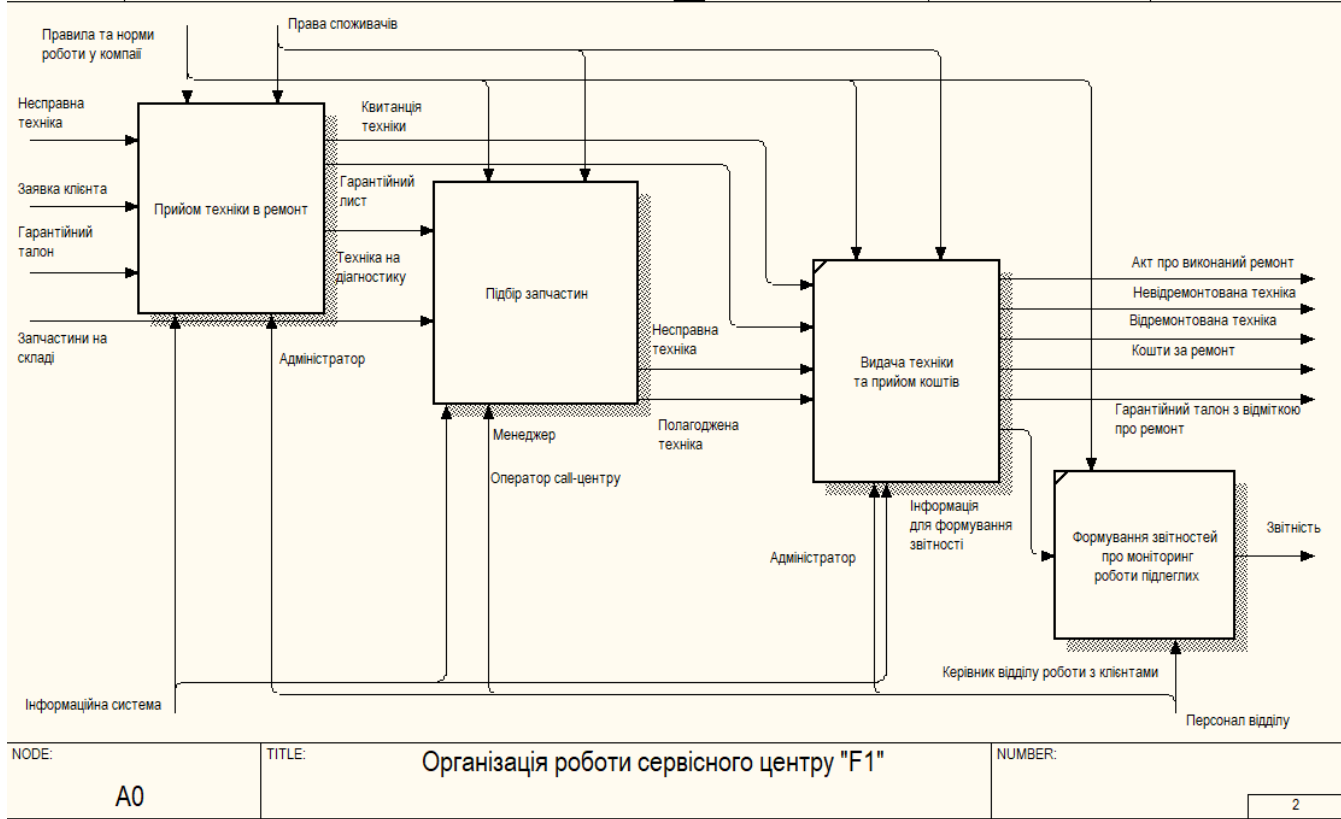 Правила та норми
роботи у компаії
Права споживачів
Несправна
техніка
Заявка клієнта
Гарантійний
талон
Запчастини на
складі
Прийом техніки в ремонт
Квитанція
техніки
Гарантійний
лист
Техніка на
діагностику
Адміністратор
Підбір запчастин
Несправна
техніка
Полагоджена
техніка
Менеджер
Оператор call-центру
Видача техніки
та прийом коштів
Акт про виконаний ремонт
Невідремонтована техніка
Відремонтована техніка
Кошти за ремонт
Гарантійний талон з відміткою
про ремонт
Інформація
для формування
звітності
Адміністратор
Формування звітностей
про моніторинг
роботи підлеглих
Звітність
Керівник відділу роботи з клієнтами
Інформаційна система
Персонал відділу
NODE:
A0
TITLE:
Організація роботи сервісного центру "F1"
NUMBER:
2